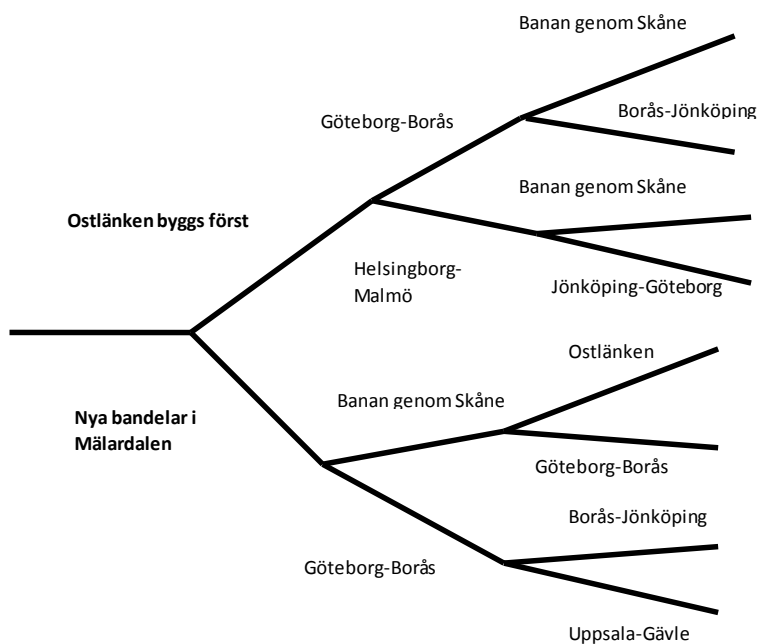 Banan genom Skåne
Borås-Jönköping
Göteborg-Borås
Banan genom Skåne
Ostlänken byggs först
Helsingborg-
Malmö
Jönköping-Göteborg
Ostlänken
Banan genom Skåne
Nya bandelar i
Mälardalen
Göteborg-Borås
Borås-Jönköping
Göteborg-Borås
Uppsala-Gävle